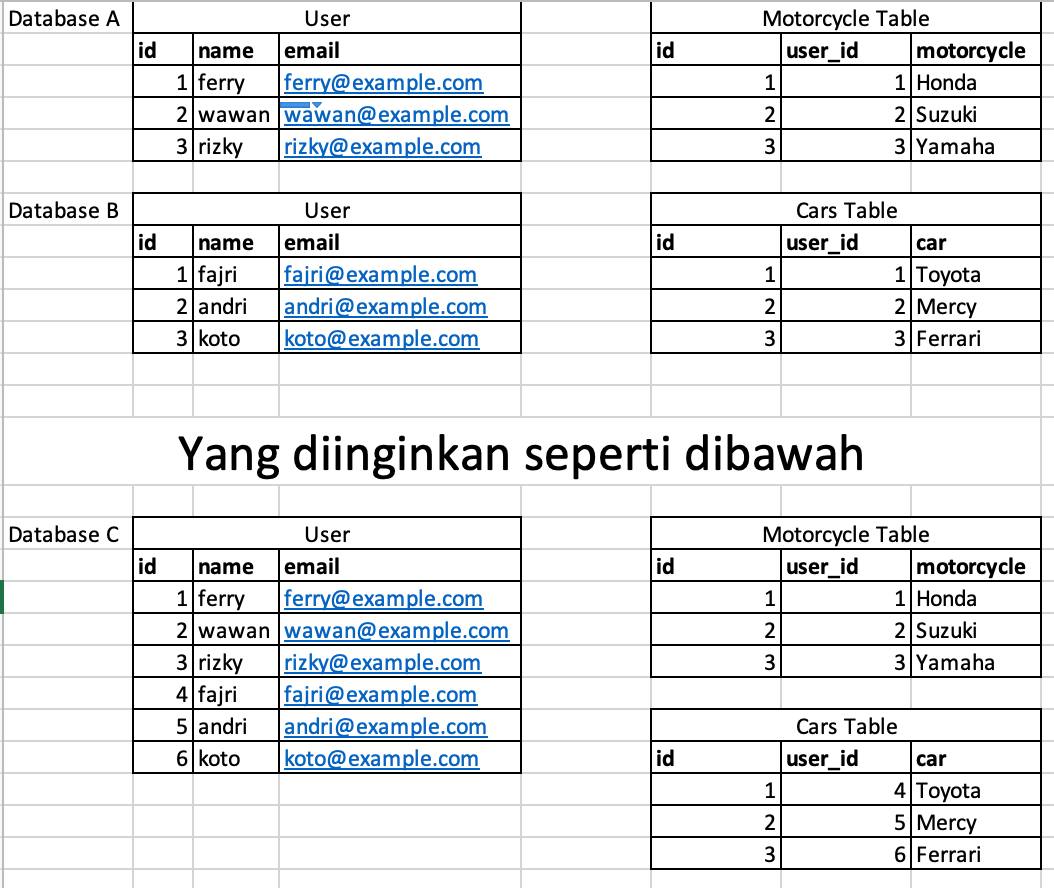 Database A User Motorcycle Table
id name email id user_id motorcycle
1 ferry ferry@example.com 1 1 Honda
2 wawan wawan@example.com 2 2 Suzuki
3 rizky rizky@example.com 3 3 Yamaha
Database B User Cars Table
id name email id user_id car
1 fajri fajri@example.com 1 1 Toyota
2 andri andri@example.com 2 2 Mercy
3 koto koto@example.com 3 3 Ferrari
Yang diinginkan seperti dibawah
Database C User Motorcycle Table
id name email id user_id motorcycle
1 ferry ferry@example.com 1 1 Honda
2 wawan wawan@example.com 2 2 Suzuki
3 rizky rizky@example.com 3 3 Yamaha
4 fajri fajri@example.com
5 andri andri@example.com Cars Table
6 koto koto@example.com id user_id car
1 4 Toyota
2 5 Mercy
3 6 Ferrari